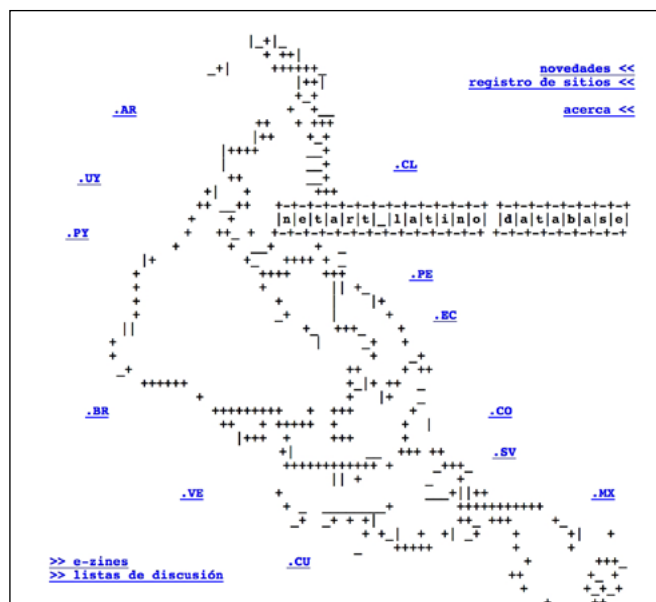 novedades <<
registro de sitios <<
.AR
acerca <<
.CL
.UY
|n|e|t|a|r|t|_|l|a|t|i|n|o| |d|a|t|a|b|a|s|e|
.PY
.PE
.EC
.BR
.CO
.SV
.VE
.MX
>> e-zines
.CU
>> listas de discusión